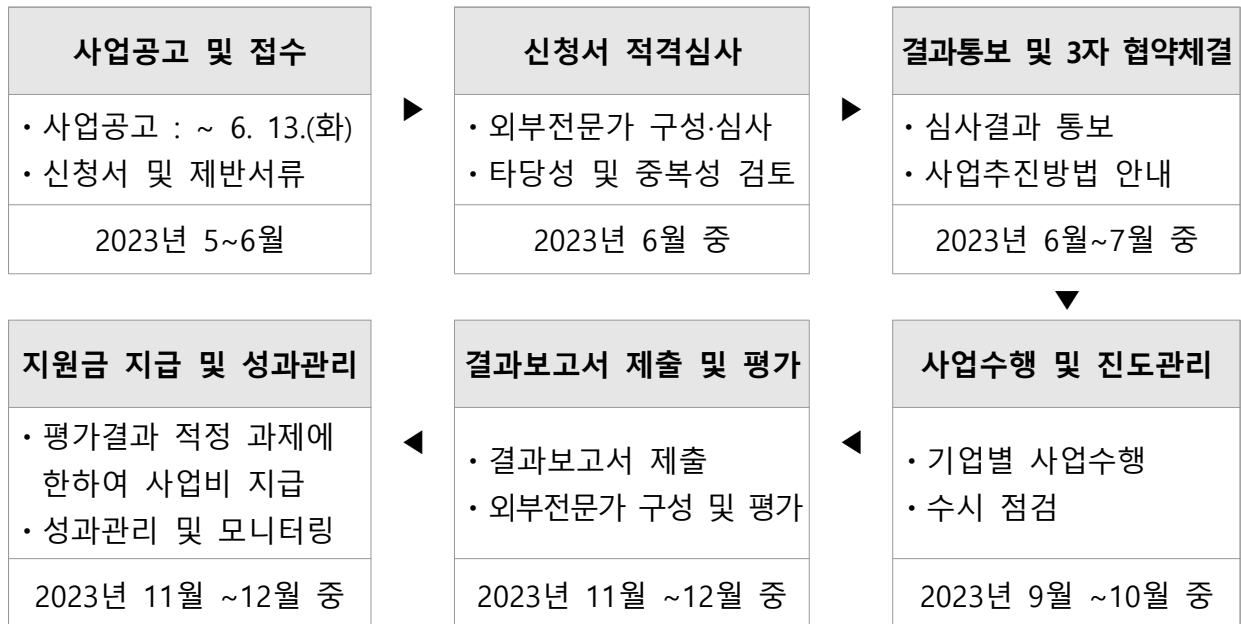 사업공고 및 접수
· 사업공고 : ~ 6. 13.(화)
· 신청서 및 제반서류
2023년 5~6월
▶
신청서 적격심사
· 외부전문가 구성·심사
· 타당성 및 중복성 검토
2023년 6월 중
▶
결과통보 및 3자 협약체결
· 심사결과 통보
· 사업추진방법 안내
2023년 6월~7월 중
▼
사업수행 및 진도관리
· 기업별 사업수행
· 수시 점검
2023년 9월 ~10월 중
◀
결과보고서 제출 및 평가
· 결과보고서 제출
· 외부전문가 구성 및 평가
2023년 11월 ~12월 중
◀
지원금 지급 및 성과관리
· 평가결과 적정 과제에
한하여 사업비 지급
· 성과관리 및 모니터링
2023년 11월 ~12월 중